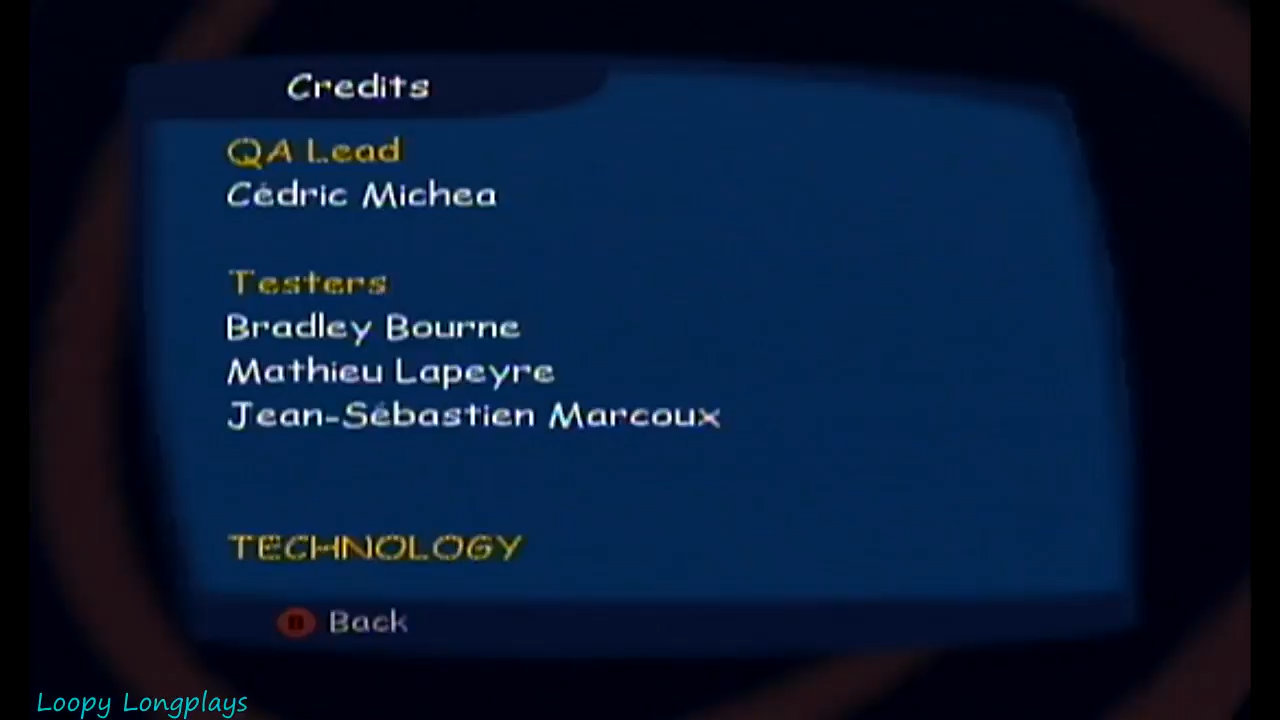 Credits
QA Lead
Cédric Michea
Testers
Bradley Bourne
Mathieu Lapeyre
Jean-Sébastien Marcoux
TECHNOLOGY
B Back
Loopy Longplays